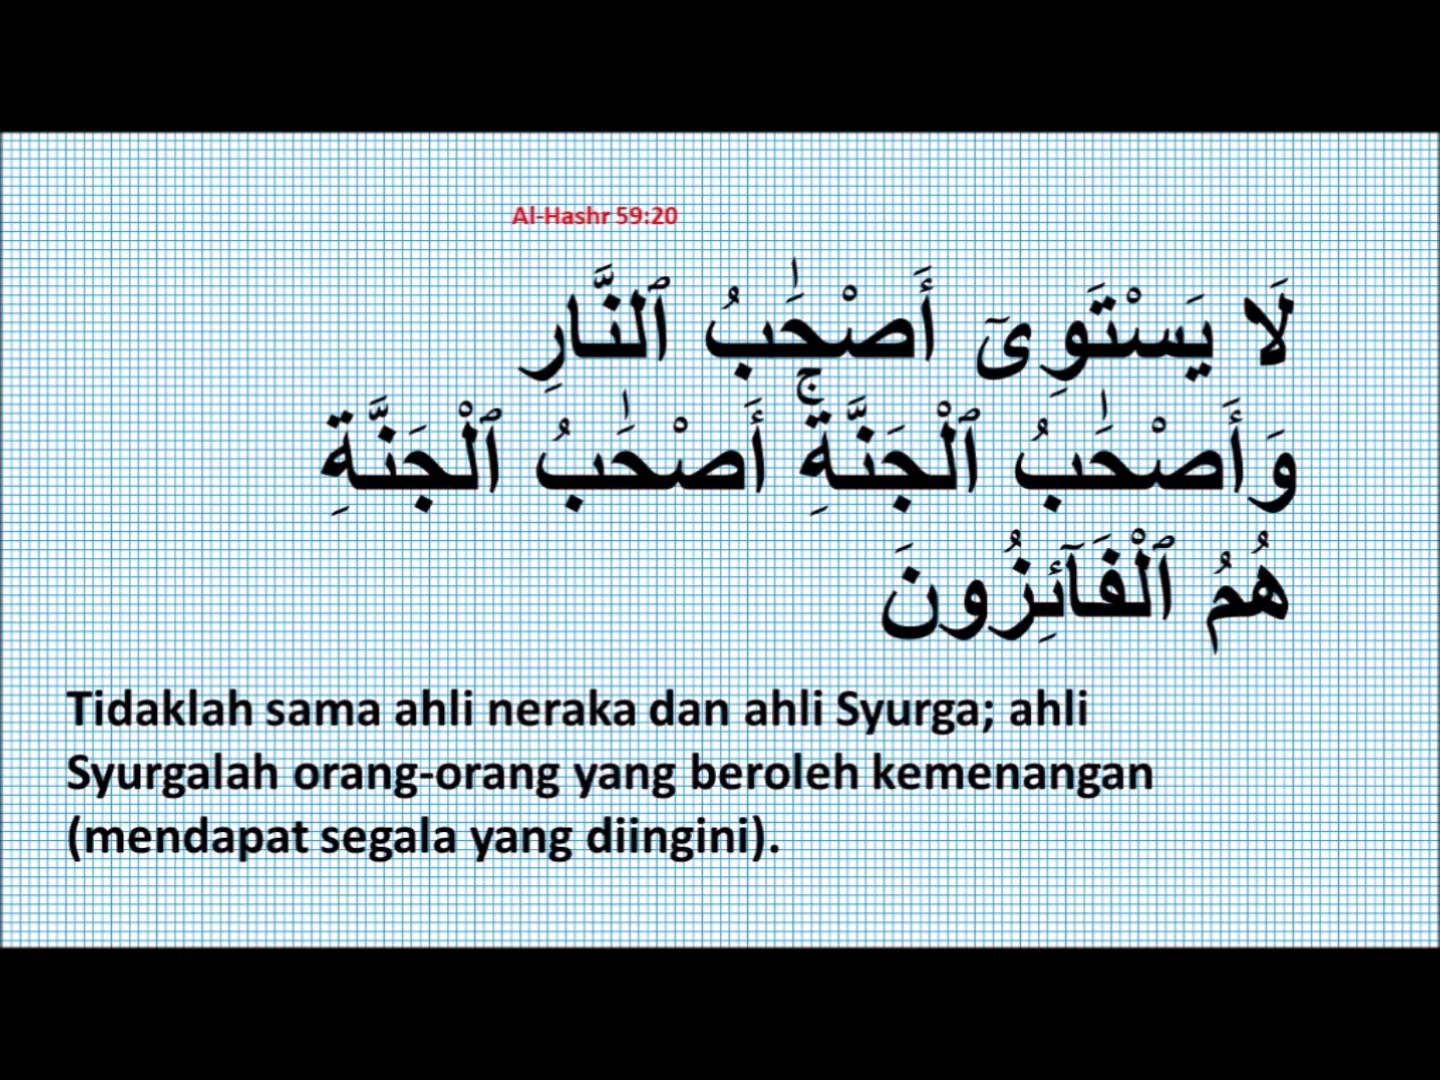 Al-Hashr 59:20
لَا يَسْتَوِىٓ أَصْحَٰبُ ٱلنَّارِ
وَأَصْحَٰبُ ٱلْجَنَّةِ ۚ أَصْحَٰبُ ٱلْجَنَّةِ
هُمُ ٱلْفَآئِزُونَ
Tidaklah sama ahli neraka dan ahli Syurga; ahli
Syurgalah orang-orang yang beroleh kemenangan
(mendapat segala yang diingini).